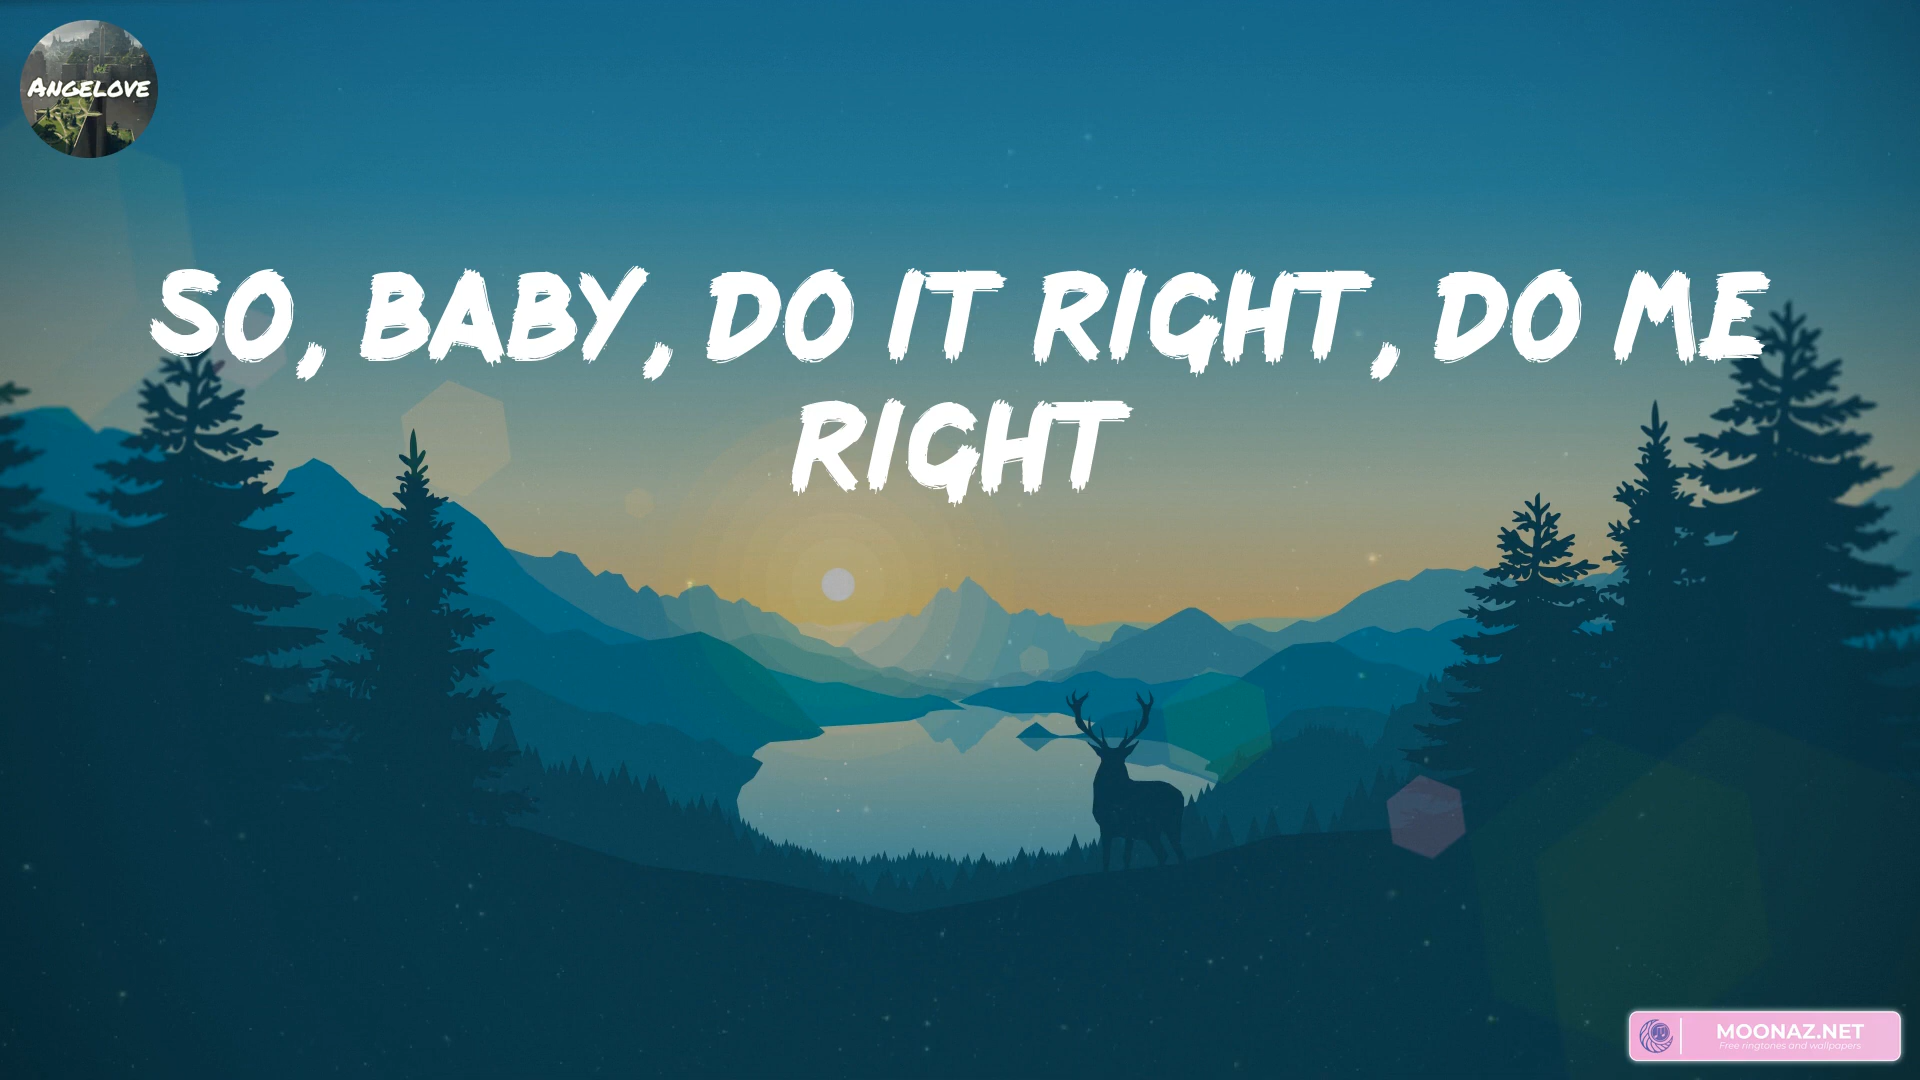 ANGELOVE
SO, BABY, DO IT RIGHT, DO ME
RIGHT
MOONAZ.NET
Free ringtones and wallpapers